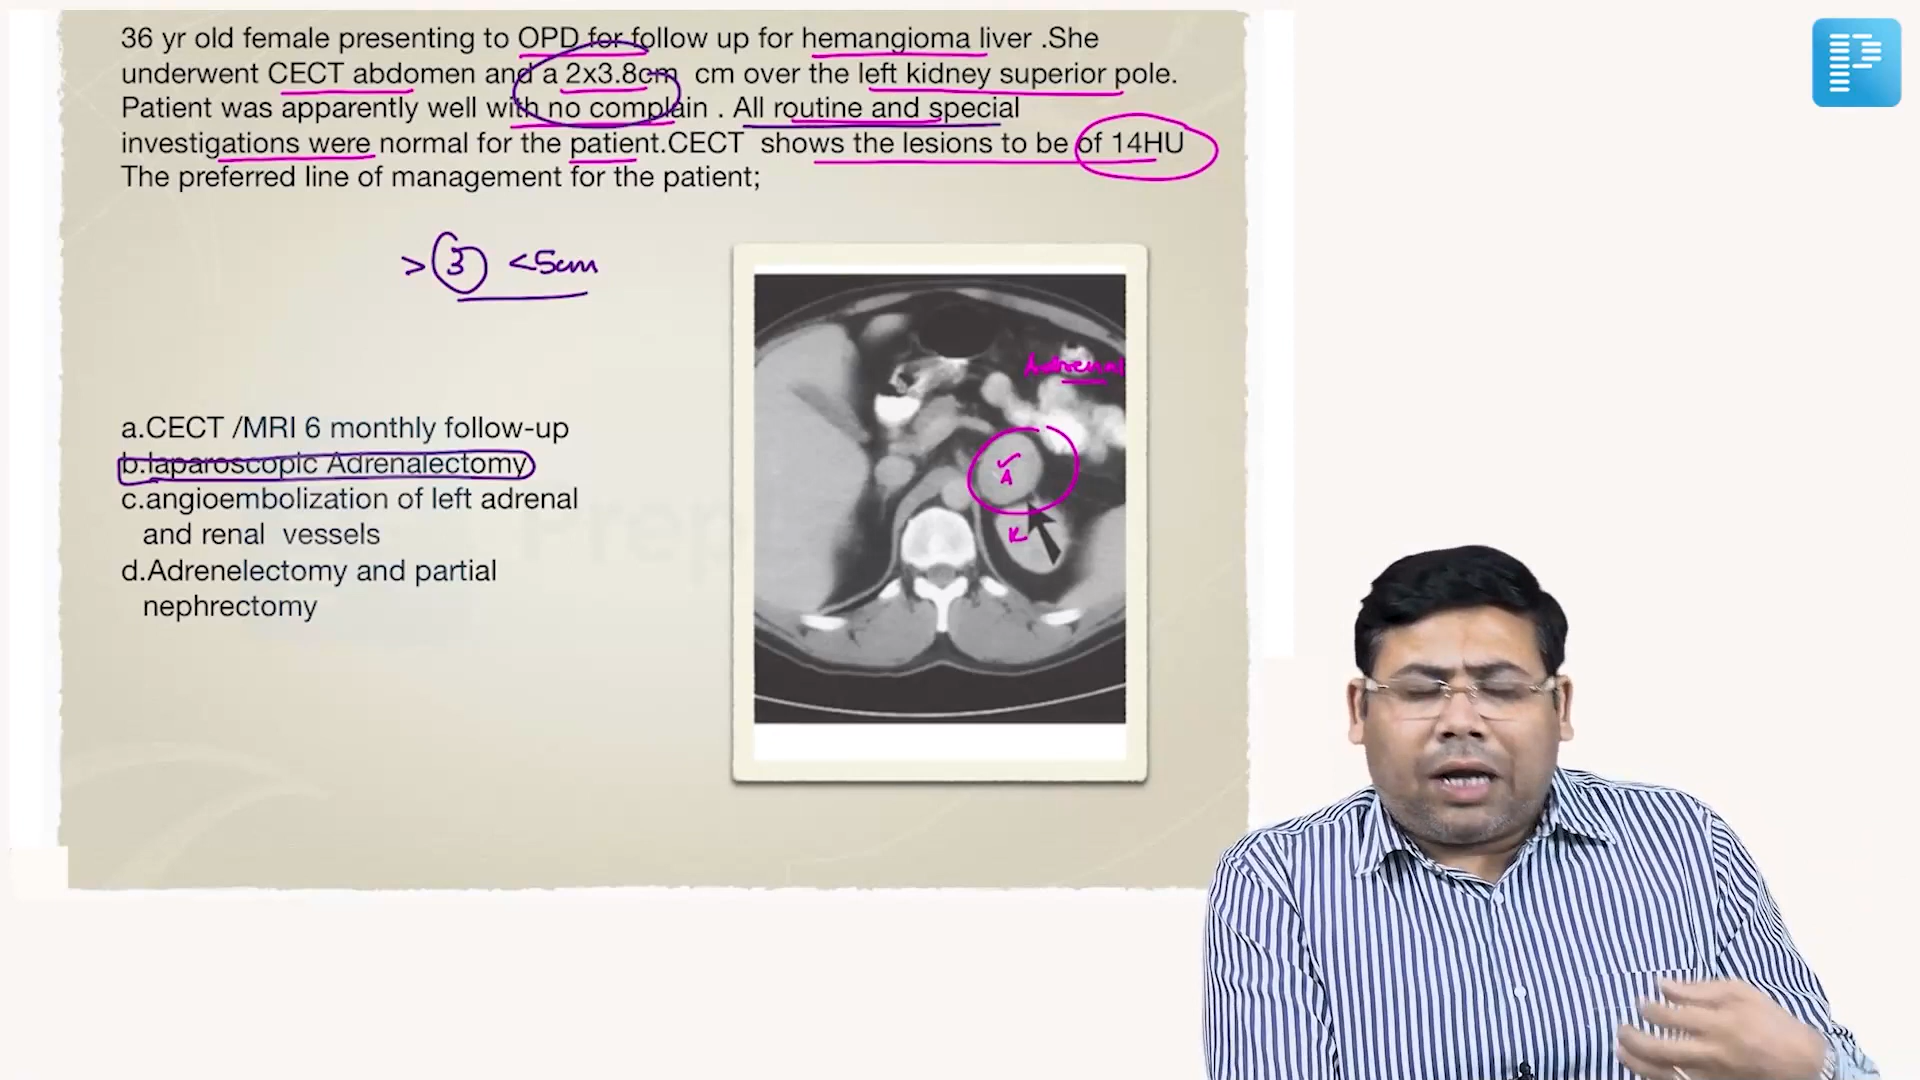 36 yr old female presenting to OPD for follow up for hemangioma liver .She
underwent CECT abdomen and a 2x3.8cm cm over the left kidney superior pole.
Patient was apparently well with no complain . All routine and special
investigations were normal for the patient.CECT shows the lesions to be of 14HU
The preferred line of management for the patient;
>3 <5cm
Adrenal
a.CECT /MRI 6 monthly follow-up
b.laparoscopic Adrenalectomy
A
c.angioembolization of left adrenal
and renal vessels
K
d.Adrenelectomy and partial
nephrectomy